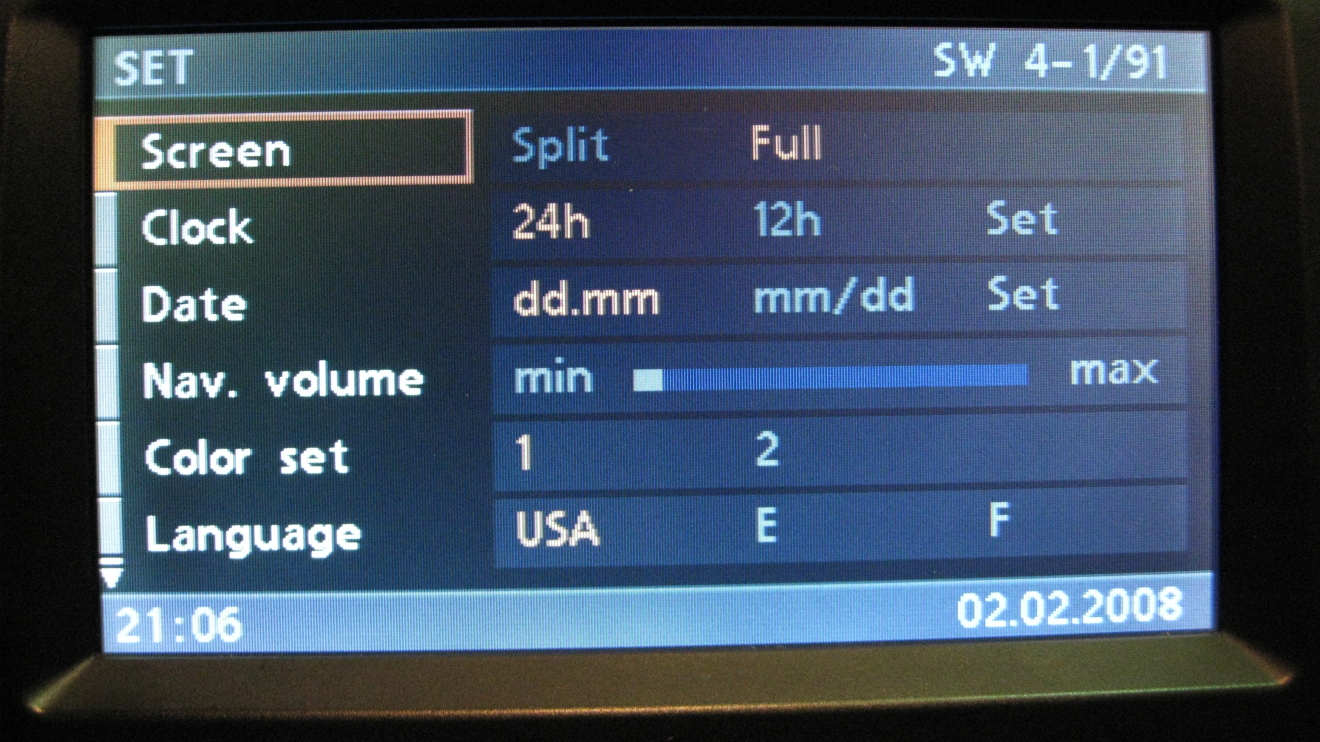 SET SW 4-1/91
Screen Split Full
Clock 24h 12h Set
Date dd.mm mm/dd Set
Nav. volume min max
Color set 1 2
Language USA E F
21:06 02.02.2008